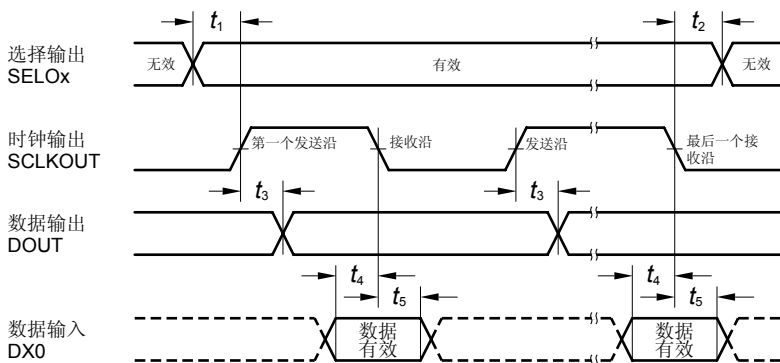 t1
t2
选择输出
SELOx
无效
有效
无效
时钟输出
SCLKOUT
第一个发送沿
接收沿
发送沿
最后一个接
收沿
t3
t3
数据输出
DOUT
t4
t5
t4
t5
数据输入
DX0
数据
有效
数据
有效